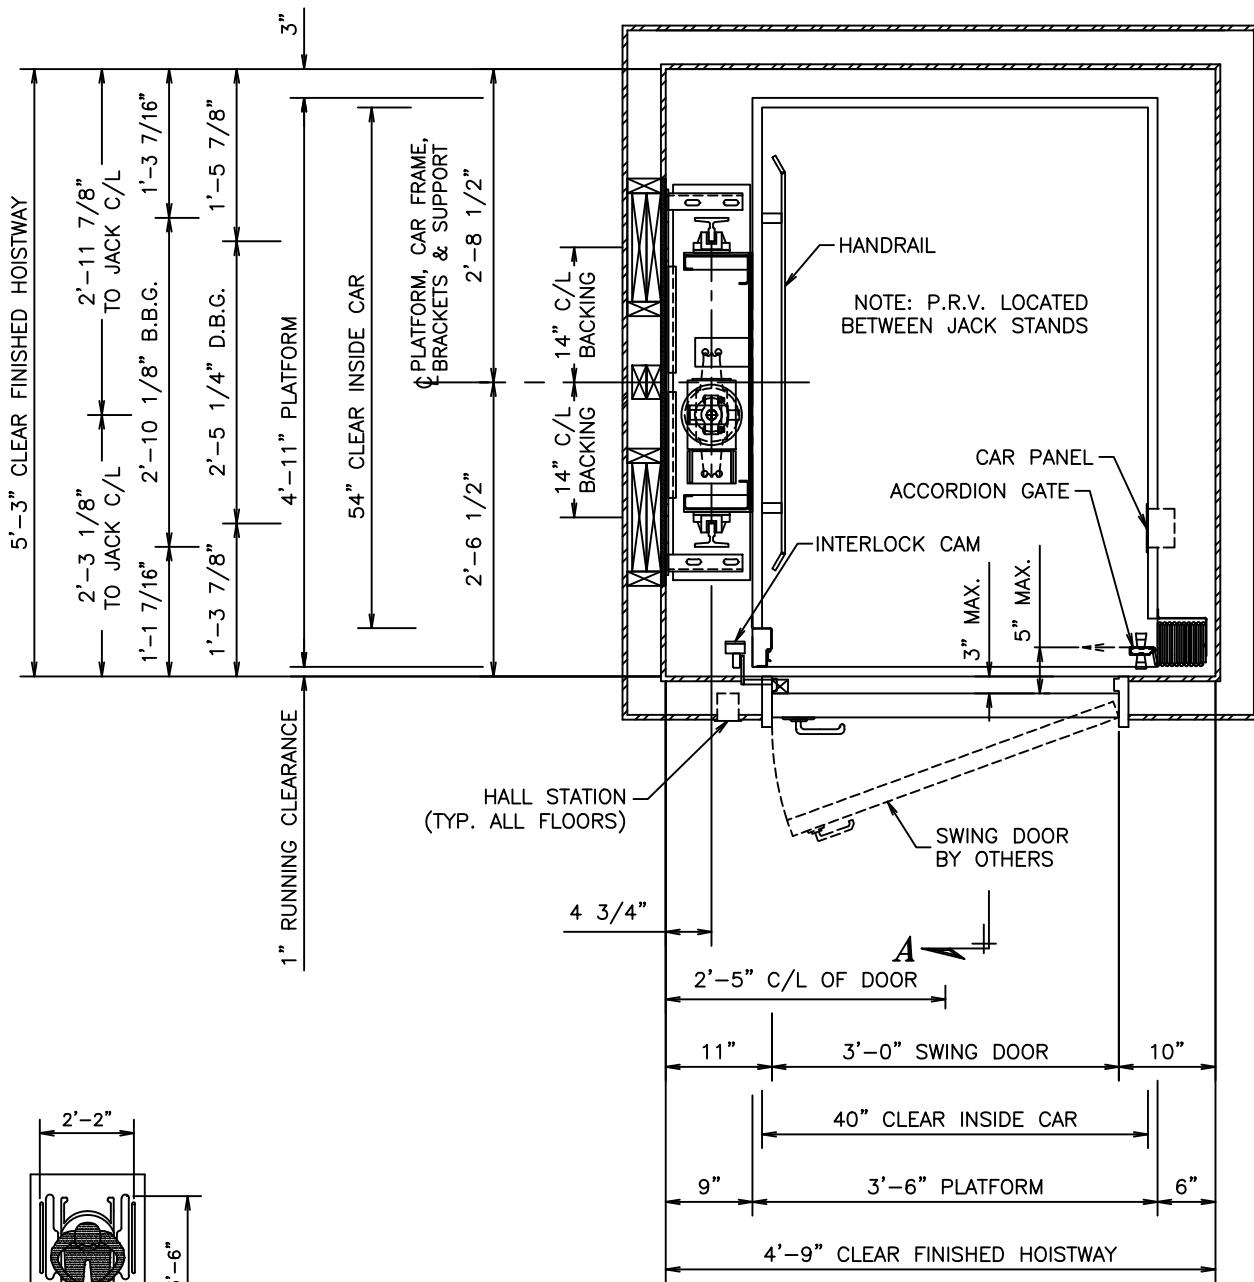 3"
5'-3" CLEAR FINISHED HOISTWAY
2'-11 7/8"
TO JACK C/L
2'-3 1/8"
TO JACK C/L
1'-3 7/16"
2'-10 1/8" B.B.G.
1'-1 7/16"
1'-5 7/8"
2'-5 1/4" D.B.G.
1'-3 7/8"
4'-11" PLATFORM
1" RUNNING CLEARANCE
54" CLEAR INSIDE CAR
℄ PLATFORM, CAR FRAME,
BRACKETS & SUPPORT
2'-8 1/2"
2'-6 1/2"
14" C/L
BACKING
14" C/L
BACKING
HANDRAIL
NOTE: P.R.V. LOCATED
BETWEEN JACK STANDS
CAR PANEL
ACCORDION GATE
INTERLOCK CAM
3" MAX.
5" MAX.
HALL STATION
(TYP. ALL FLOORS)
SWING DOOR
BY OTHERS
4 3/4"
A
2'-5" C/L OF DOOR
11"
3'-0" SWING DOOR
10"
40" CLEAR INSIDE CAR
9"
3'-6" PLATFORM
6"
4'-9" CLEAR FINISHED HOISTWAY
2'-2"
'-6"